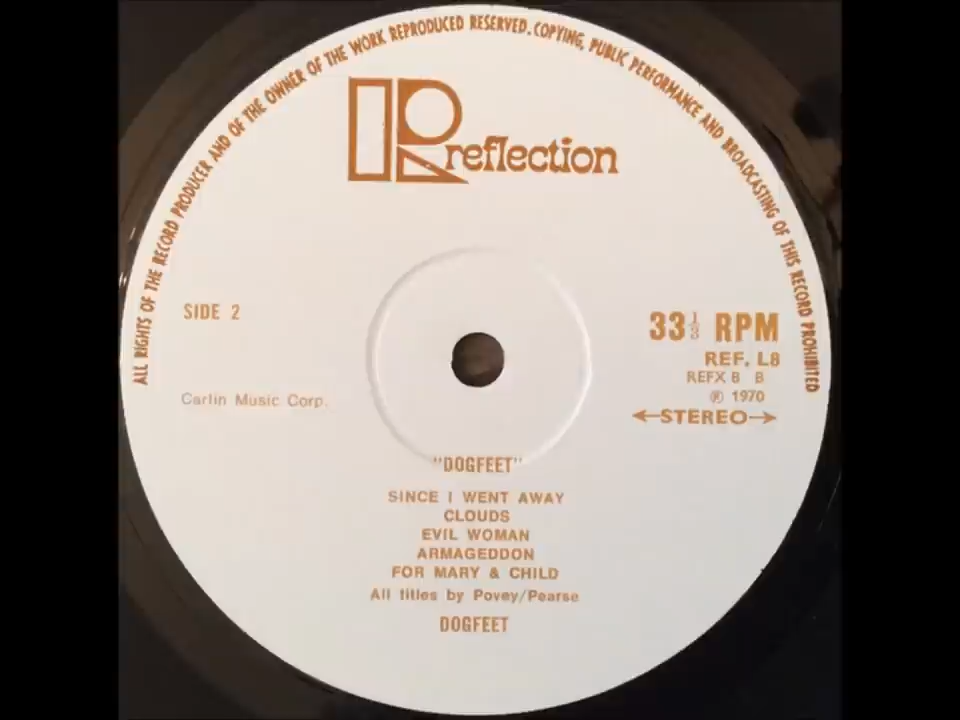 ALL RIGHTS OF THE RECORD PRODUCER AND OF THE OWNER OF THE WORK REPRODUCED RESERVED. COPYING, PUBLIC PERFORMANCE AND BROADCASTING OF THIS RECORD PROHIBITED
reflection
SIDE 2
33⅓ RPM
REF. L8
REFX 8 B
℗ 1970
Carlin Music Corp.
←STEREO→
"DOGFEET"
SINCE I WENT AWAY
CLOUDS
EVIL WOMAN
ARMAGEDDON
FOR MARY & CHILD
All titles by Povey/Pearse
DOGFEET